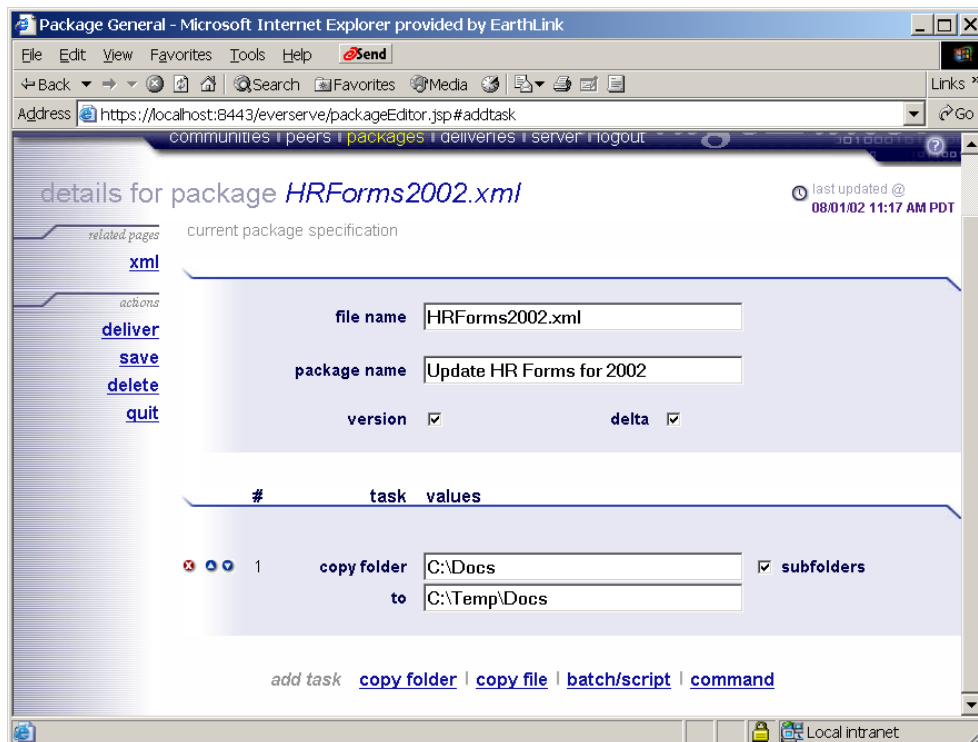 Package General - Microsoft Internet Explorer provided by EarthLink
File Edit View Favorites Tools Help eSend
Back Search Favorites Media Links »
Address https://localhost:8443/everserve/packageEditor.jsp#addtask Go
communities | peers | packages | deliveries | server | logout ?
details for package HRForms2002.xml
last updated @
08/01/02 11:17 AM PDT
related pages
current package specification
xml
actions
deliver
save
delete
quit
file name HRForms2002.xml
package name Update HR Forms for 2002
version delta
# task values
1 copy folder C:\Docs subfolders
to C:\Temp\Docs
add task copy folder | copy file | batch/script | command
Local intranet